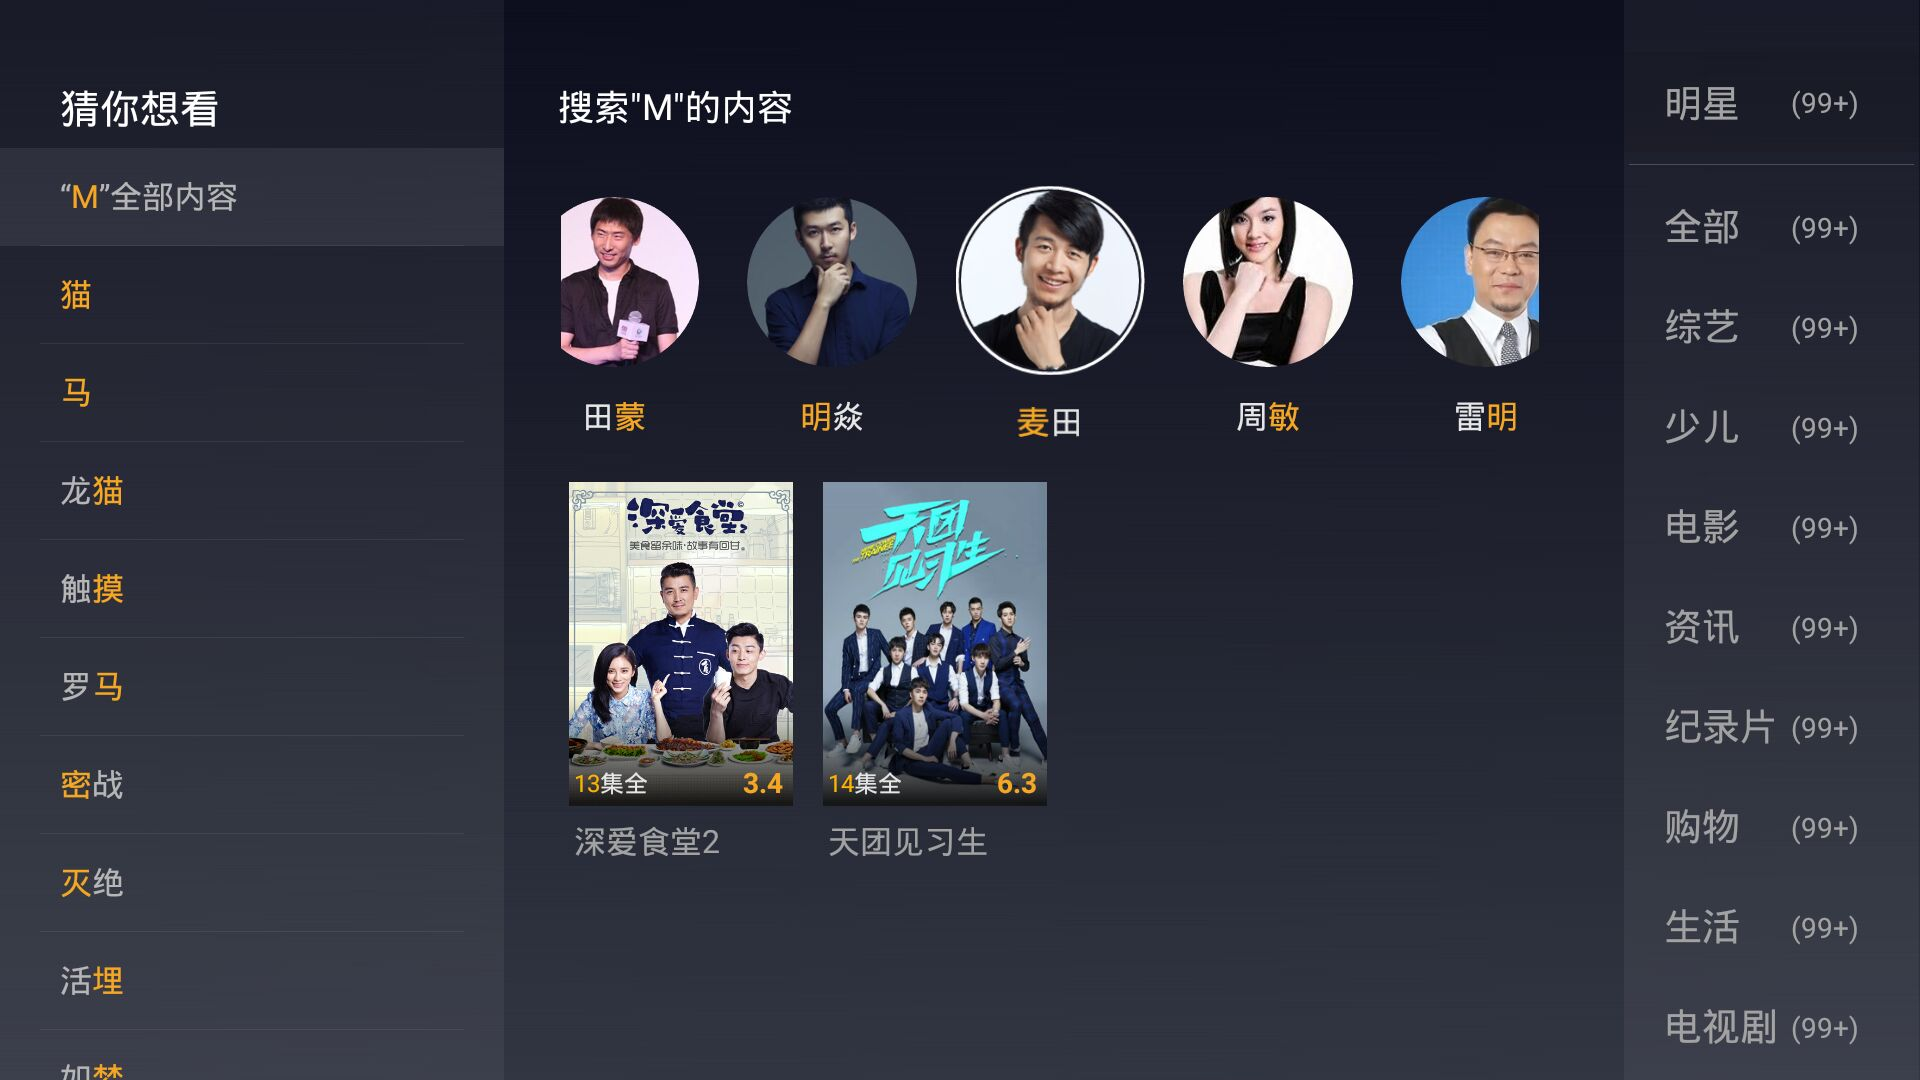 猜你想看
“M”全部内容
猫
马
龙猫
触摸
罗马
密战
灭绝
活埋
如梦
搜索"M"的内容
田蒙
明焱
麦田
周敏
雷明
深爱食堂2
美食留余味·故事有回甘。
13集全
3.4
深爱食堂2
天团
见习生
TRAINEE
14集全
6.3
天团见习生
明星 (99+)
全部 (99+)
综艺 (99+)
少儿 (99+)
电影 (99+)
资讯 (99+)
纪录片 (99+)
购物 (99+)
生活 (99+)
电视剧 (99+)